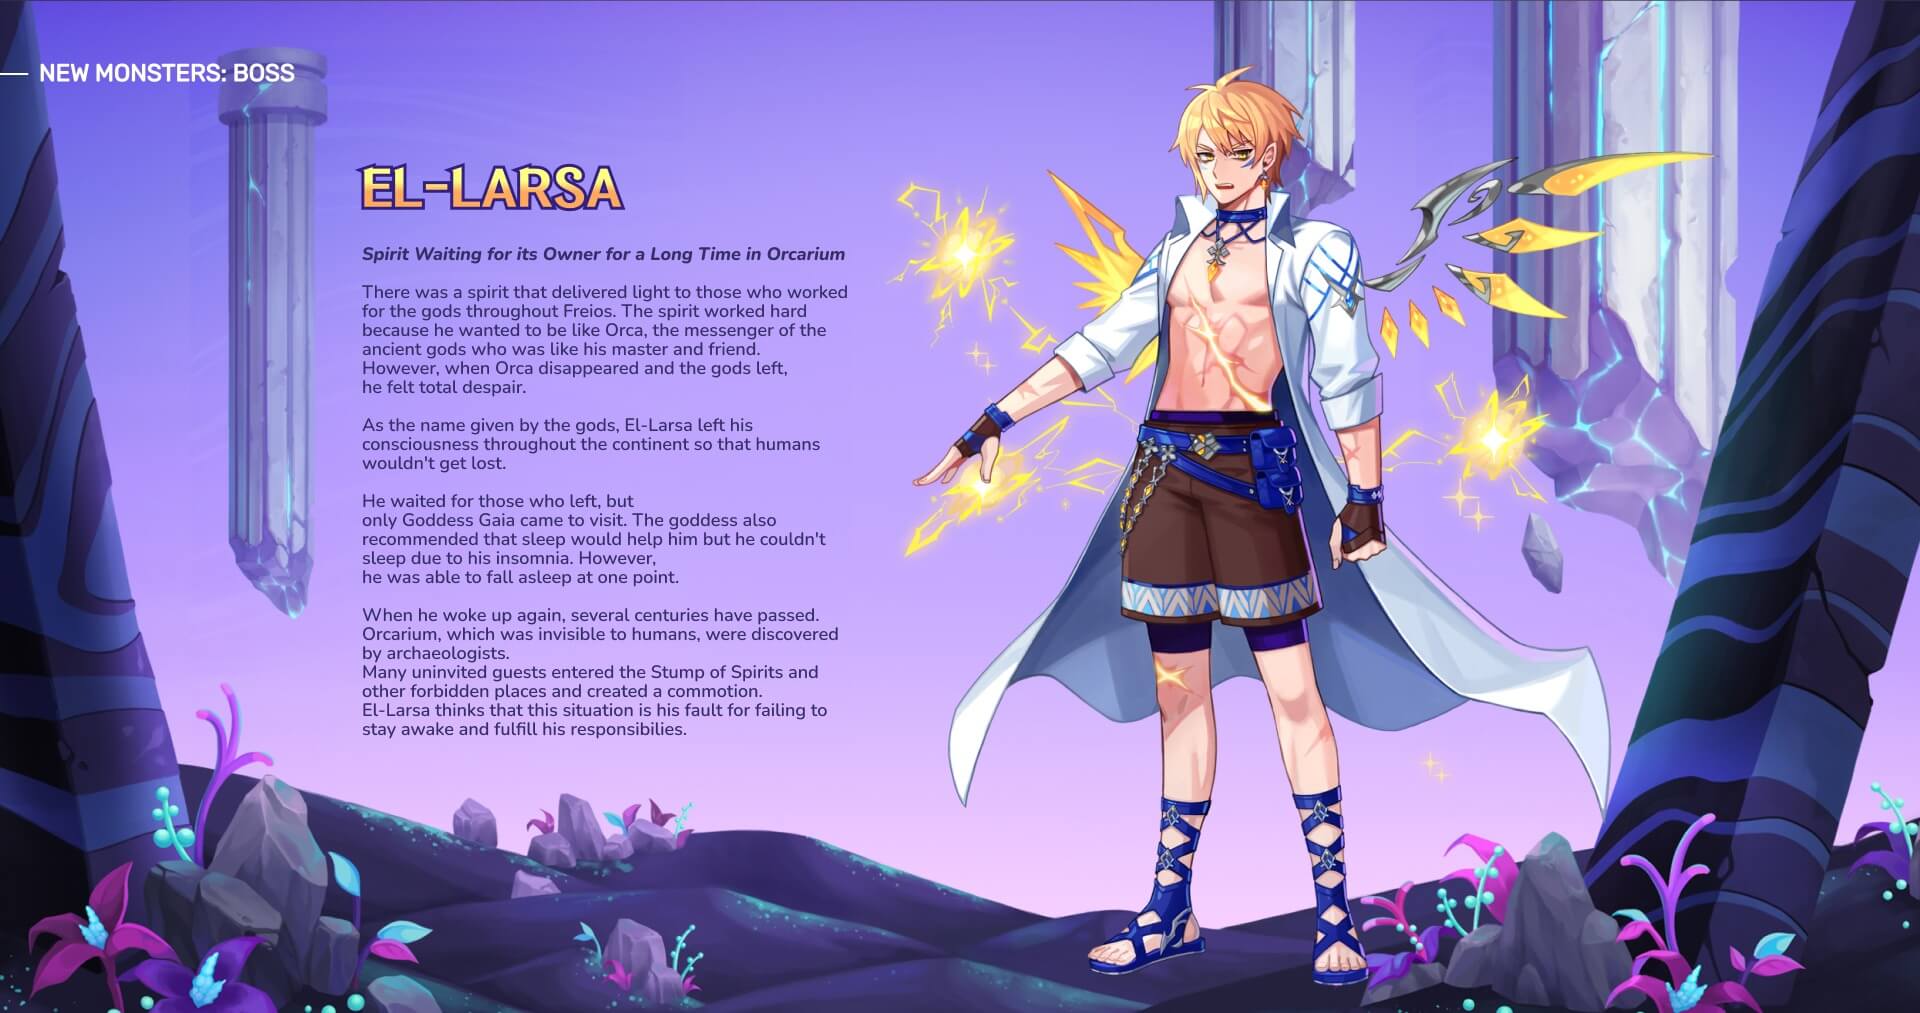 NEW MONSTERS: BOSS
EL-LARSA
Spirit Waiting for its Owner for a Long Time in Orcarium
There was a spirit that delivered light to those who worked
for the gods throughout Freios. The spirit worked hard
because he wanted to be like Orca, the messenger of the
ancient gods who was like his master and friend.
However, when Orca disappeared and the gods left,
he felt total despair.
As the name given by the gods, El-Larsa left his
consciousness throughout the continent so that humans
wouldn't get lost.
He waited for those who left, but
only Goddess Gaia came to visit. The goddess also
recommended that sleep would help him but he couldn't
sleep due to his insomnia. However,
he was able to fall asleep at one point.
When he woke up again, several centuries have passed.
Orcarium, which was invisible to humans, were discovered
by archaeologists.
Many uninvited guests entered the Stump of Spirits and
other forbidden places and created a commotion.
El-Larsa thinks that this situation is his fault for failing to
stay awake and fulfill his responsibilies.